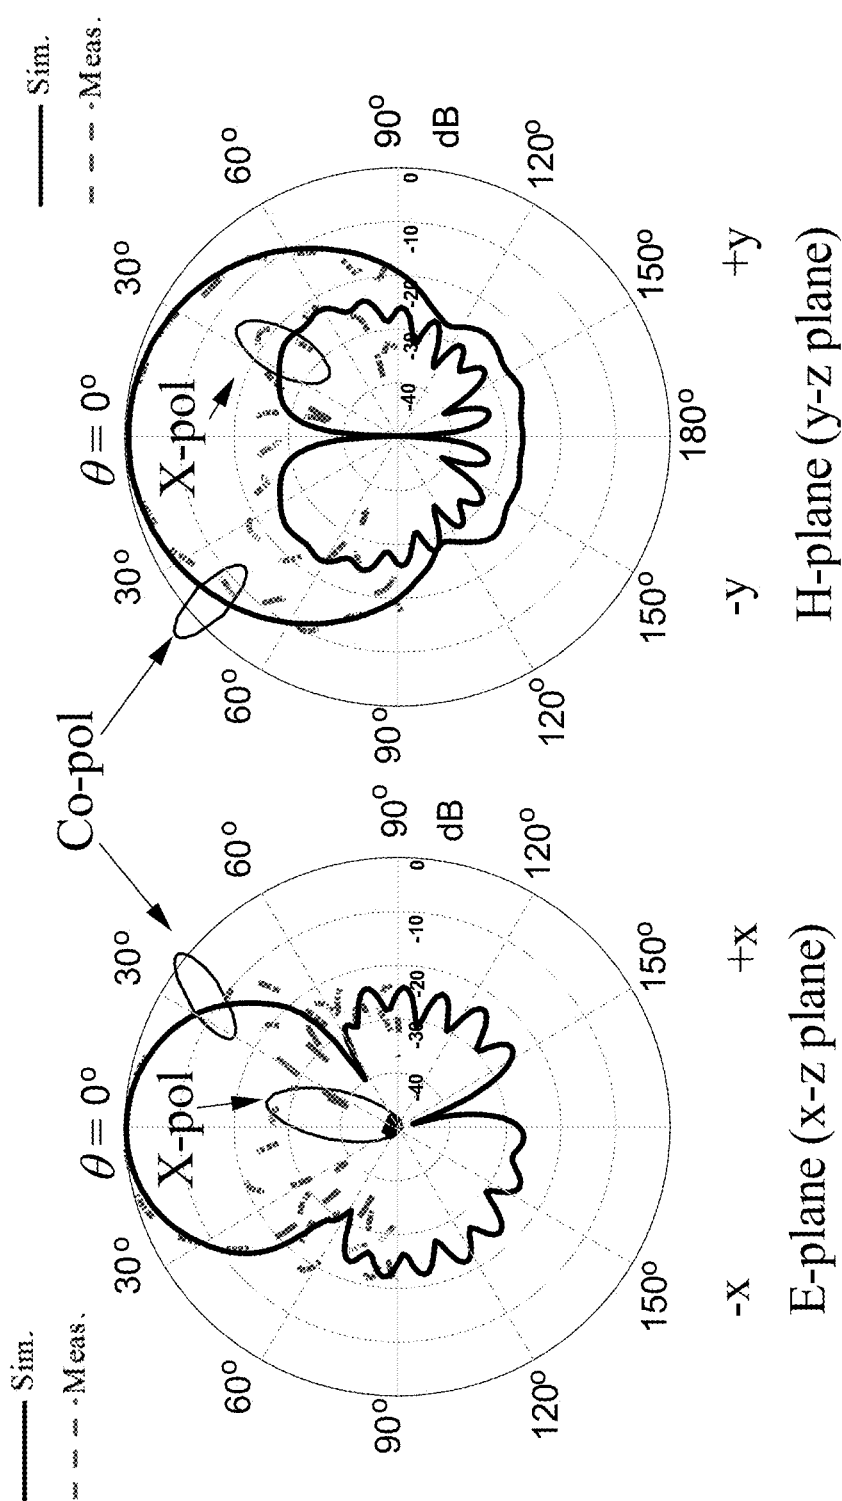 Sim.
Meas.
Co-pol
θ = 0°
30°
30°
60°
60°
X-pol
90°
90°
dB
0
-10
-20
-30
-40
120°
120°
150°
150°
-x
+x
E-plane (x-z plane)
Sim.
Meas.
θ = 0°
30°
30°
60°
60°
X-pol
90°
90°
dB
0
-10
-20
-30
-40
120°
120°
150°
150°
180°
-y
+y
H-plane (y-z plane)